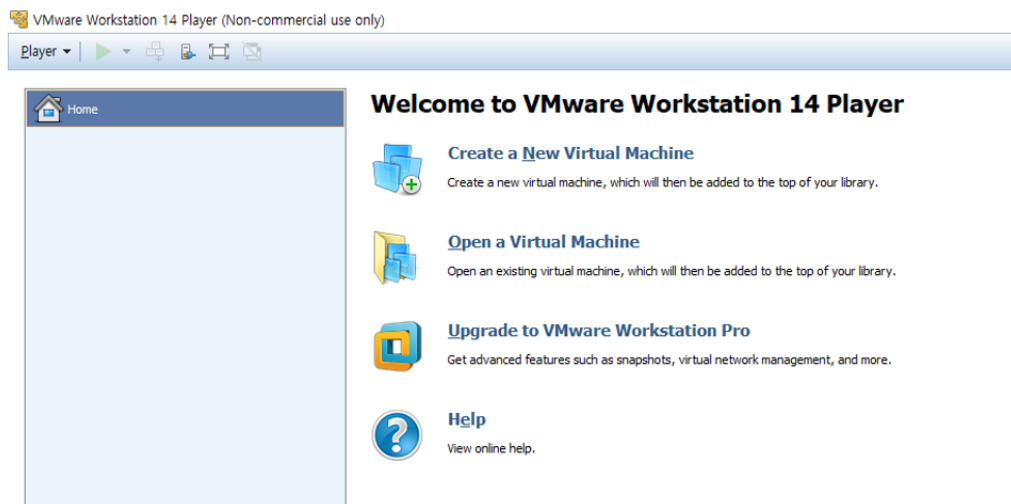 VMware Workstation 14 Player (Non-commercial use only)
Player
Home
Welcome to VMware Workstation 14 Player
Create a New Virtual Machine
Create a new virtual machine, which will then be added to the top of your library.
Open a Virtual Machine
Open an existing virtual machine, which will then be added to the top of your library.
Upgrade to VMware Workstation Pro
Get advanced features such as snapshots, virtual network management, and more.
Help
View online help.